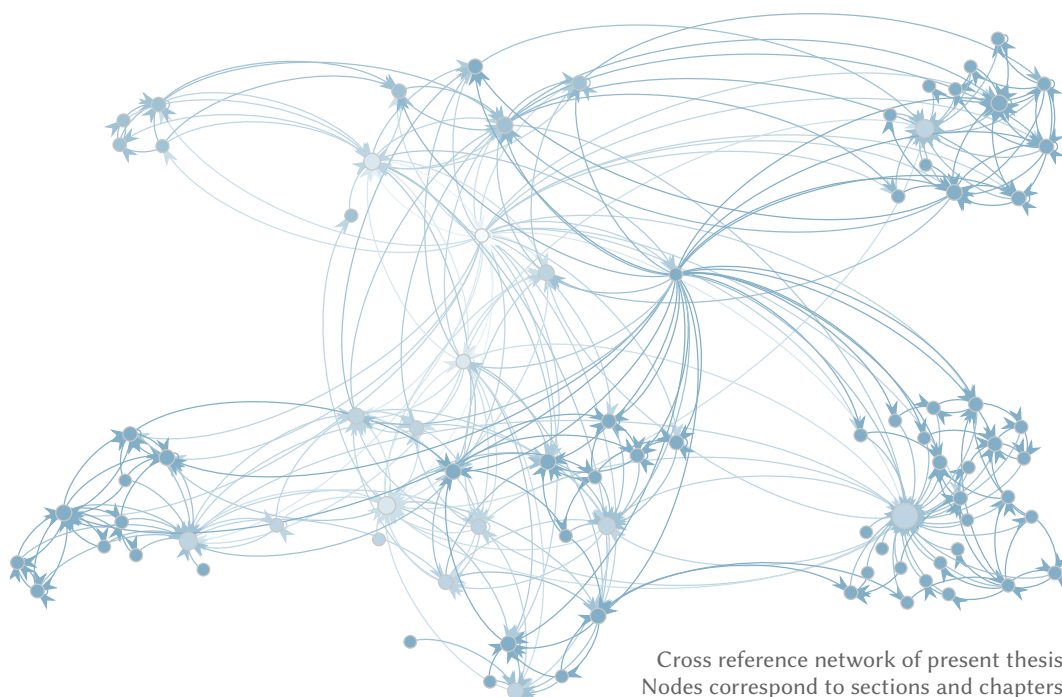 Cross reference network of present thesis
Nodes correspond to sections and chapters